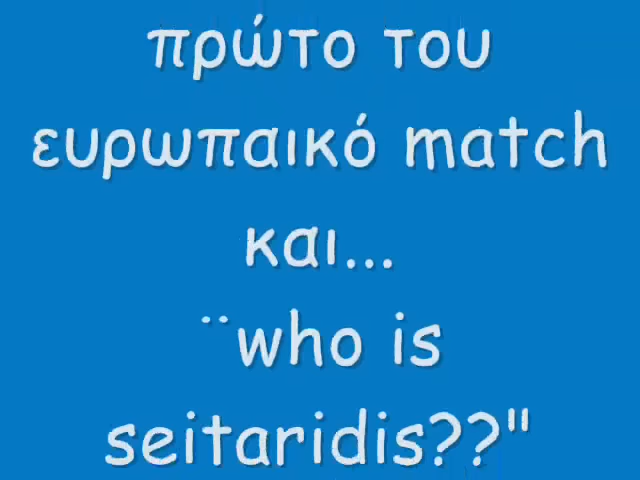 πρώτο του
ευρωπαικό match
και...
¨who is
seitaridis??"